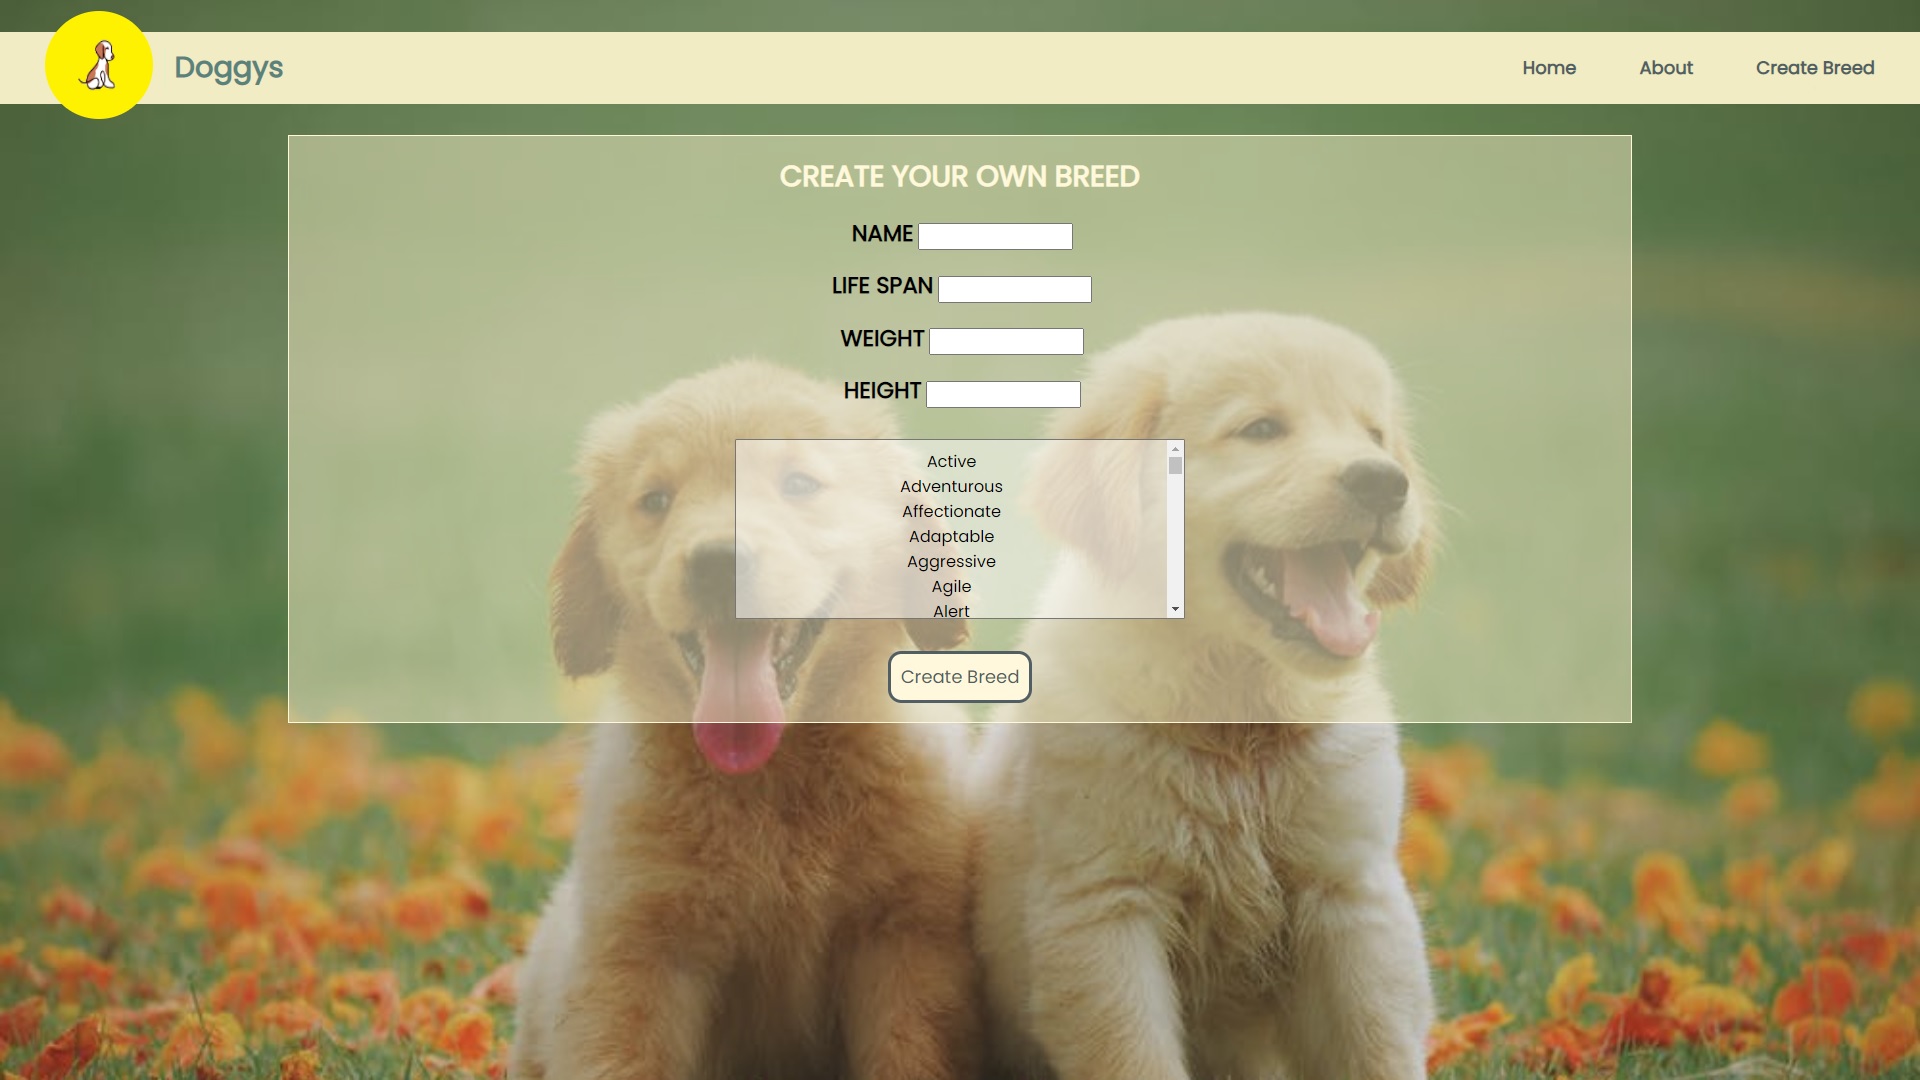 Doggys
Home
About
Create Breed
CREATE YOUR OWN BREED
NAME
LIFE SPAN
WEIGHT
HEIGHT
Active
Adventurous
Affectionate
Adaptable
Aggressive
Agile
Alert
Create Breed